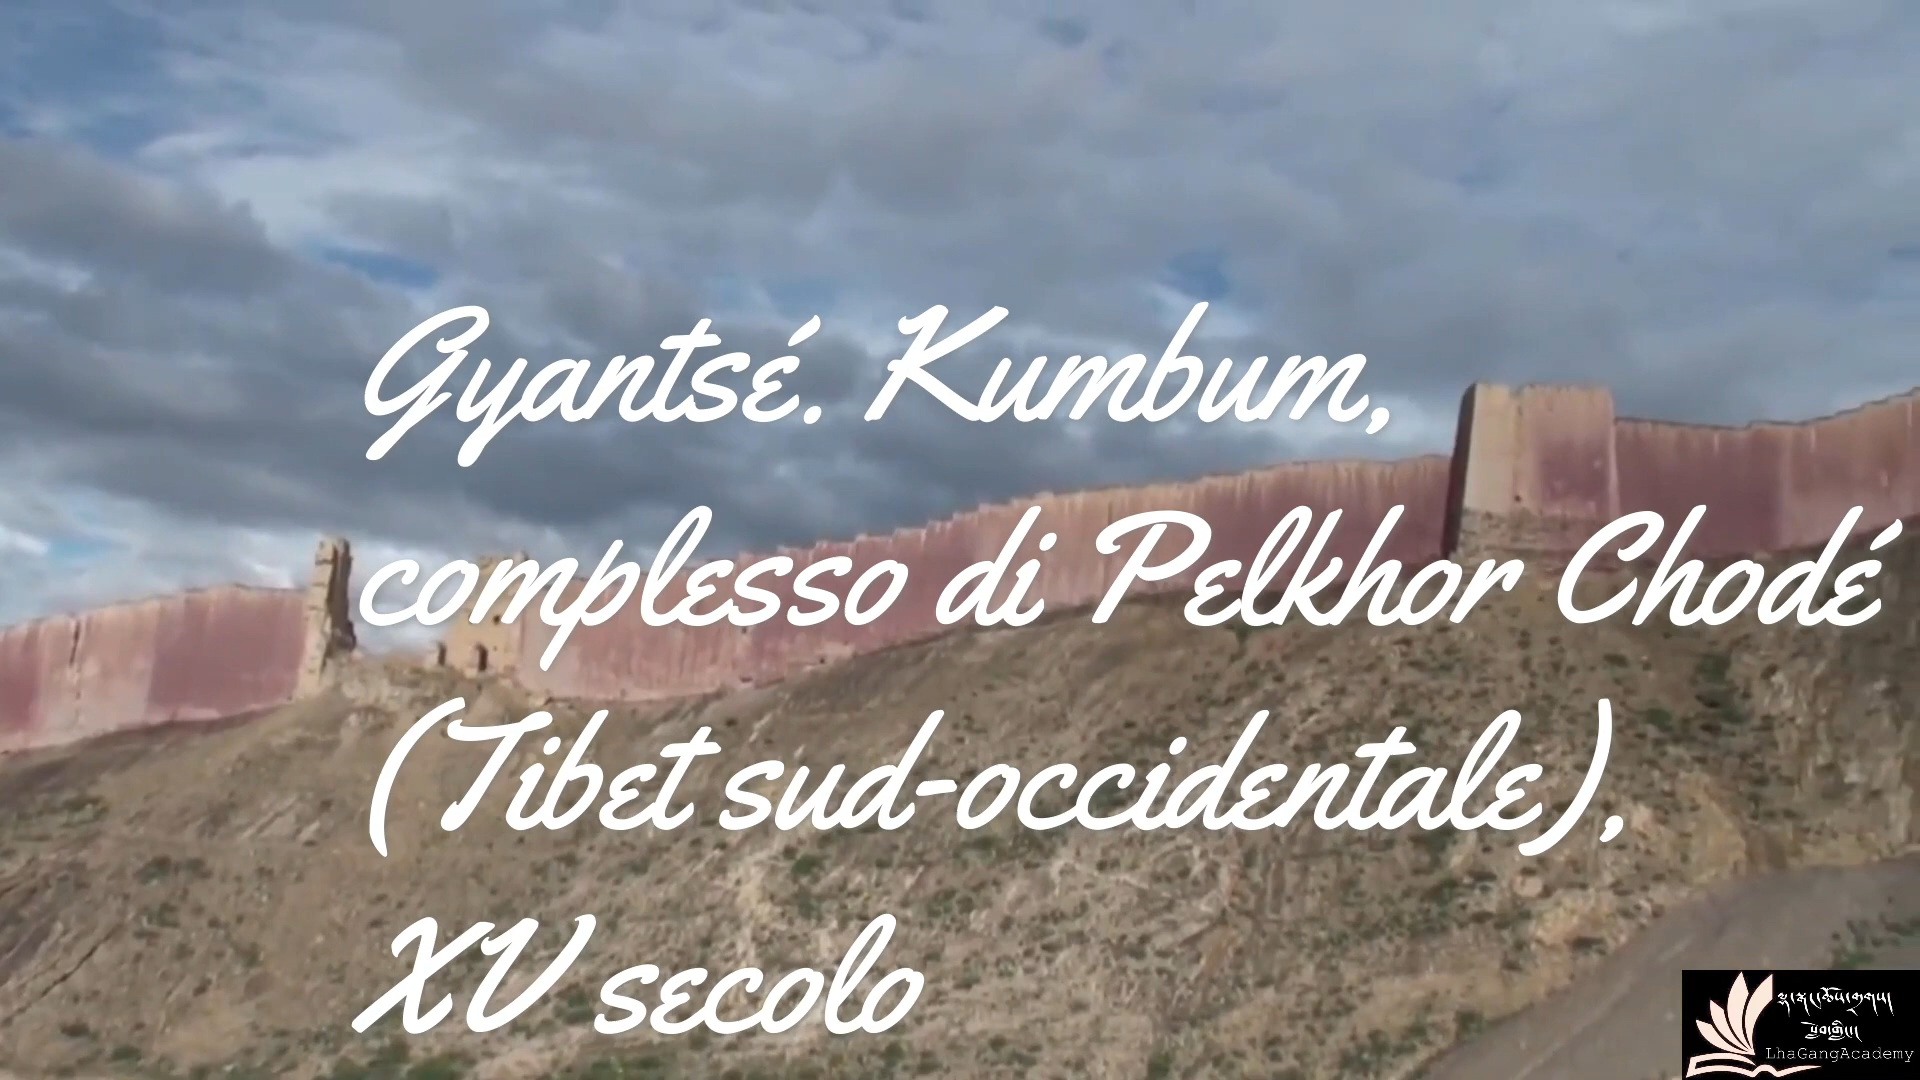 Gyantsé. Kumbum,
complesso di Pelkhor Chodé
(Tibet sud-occidentale),
XV secolo
LhaGangAcademy